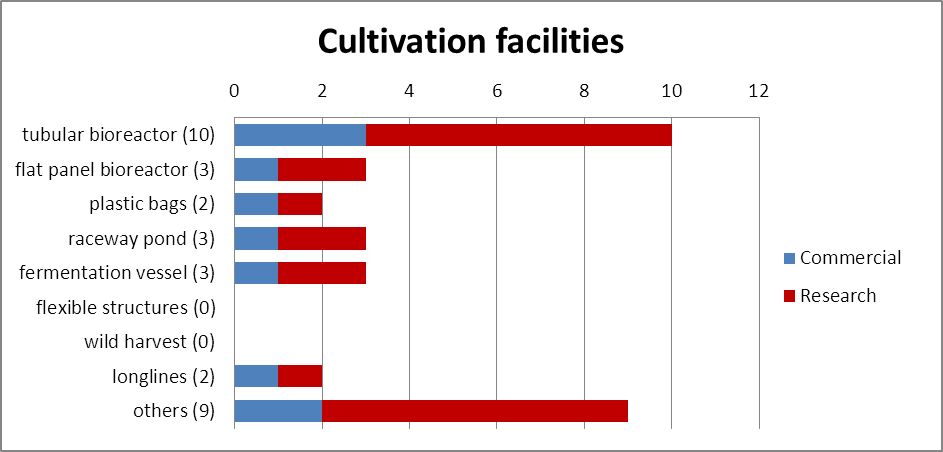 Cultivation facilities
0 2 4 6 8 10 12
tubular bioreactor (10)
flat panel bioreactor (3)
plastic bags (2)
raceway pond (3)
fermentation vessel (3)
flexible structures (0)
wild harvest (0)
longlines (2)
others (9)
Commercial
Research